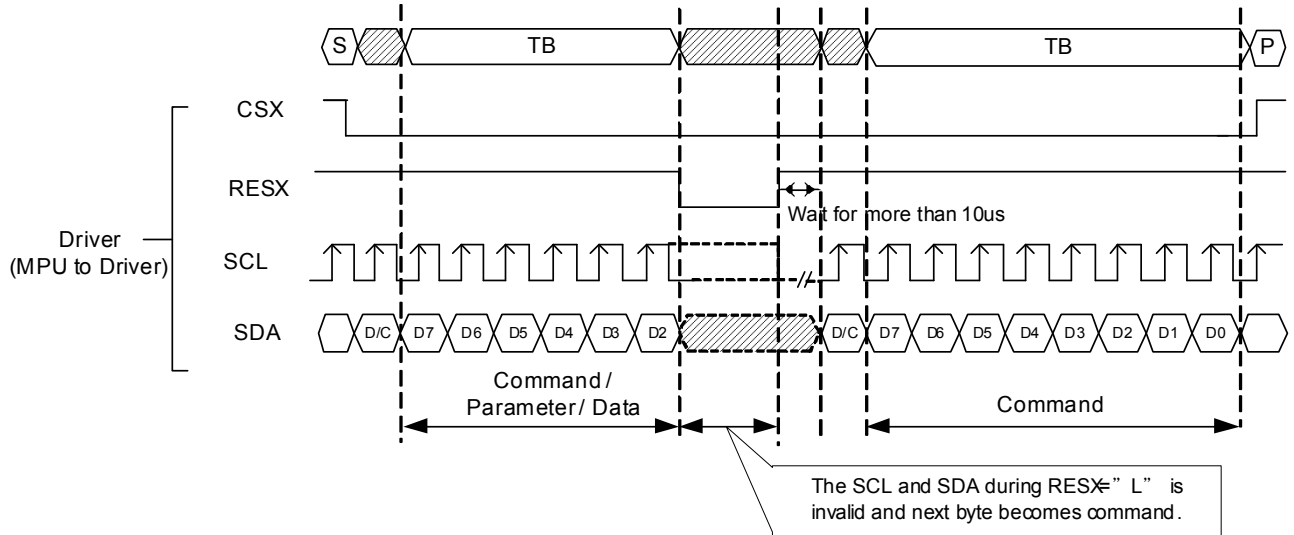 S TB TB P
CSX
RESX
Wait for more than 10us
Driver
(MPU to Driver)
SCL
SDA D/C D7 D6 D5 D4 D3 D2 D/C D7 D6 D5 D4 D3 D2 D1 D0
Command /
Parameter / Data
Command
The SCL and SDA during RESX=”L” is
invalid and next byte becomes command.